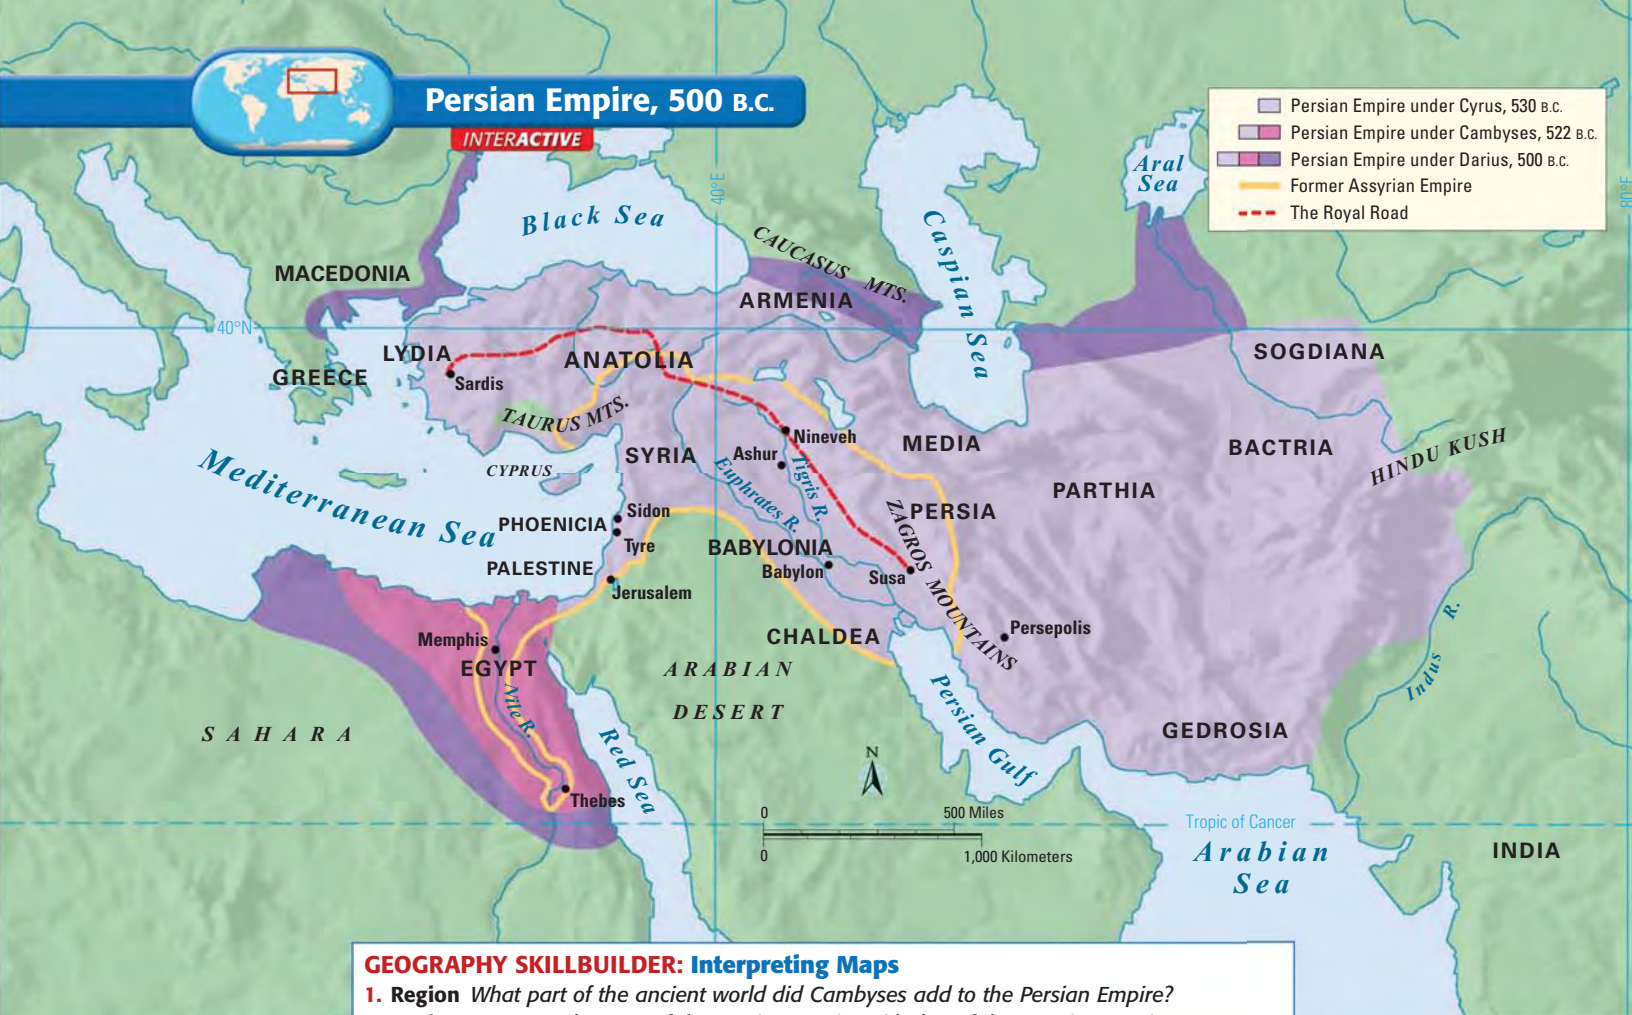 Persian Empire, 500 B.C.
INTERACTIVE
Persian Empire under Cyrus, 530 B.C.
Persian Empire under Cambyses, 522 B.C.
Persian Empire under Darius, 500 B.C.
Former Assyrian Empire
The Royal Road
40°E
80°E
Aral
Sea
Black Sea
Caspian Sea
CAUCASUS MTS.
MACEDONIA
ARMENIA
40°N
LYDIA
ANATOLIA
SOGDIANA
GREECE
Sardis
TAURUS MTS.
Nineveh
MEDIA
BACTRIA
HINDU KUSH
SYRIA
Ashur
CYPRUS
Mediterranean Sea
Euphrates R.
Tigris R.
PARTHIA
ZAGROS MOUNTAINS
PERSIA
Sidon
PHOENICIA
Tyre
BABYLONIA
Babylon
Susa
PALESTINE
Jerusalem
Persepolis
Indus R.
Memphis
CHALDEA
EGYPT
ARABIAN
DESERT
Nile R.
Persian Gulf
SAHARA
Red Sea
GEDROSIA
N
Thebes
0 500 Miles
0 1,000 Kilometers
Tropic of Cancer
Arabian
Sea
INDIA
GEOGRAPHY SKILLBUILDER: Interpreting Maps
1. Region What part of the ancient world did Cambyses add to the Persian Empire?